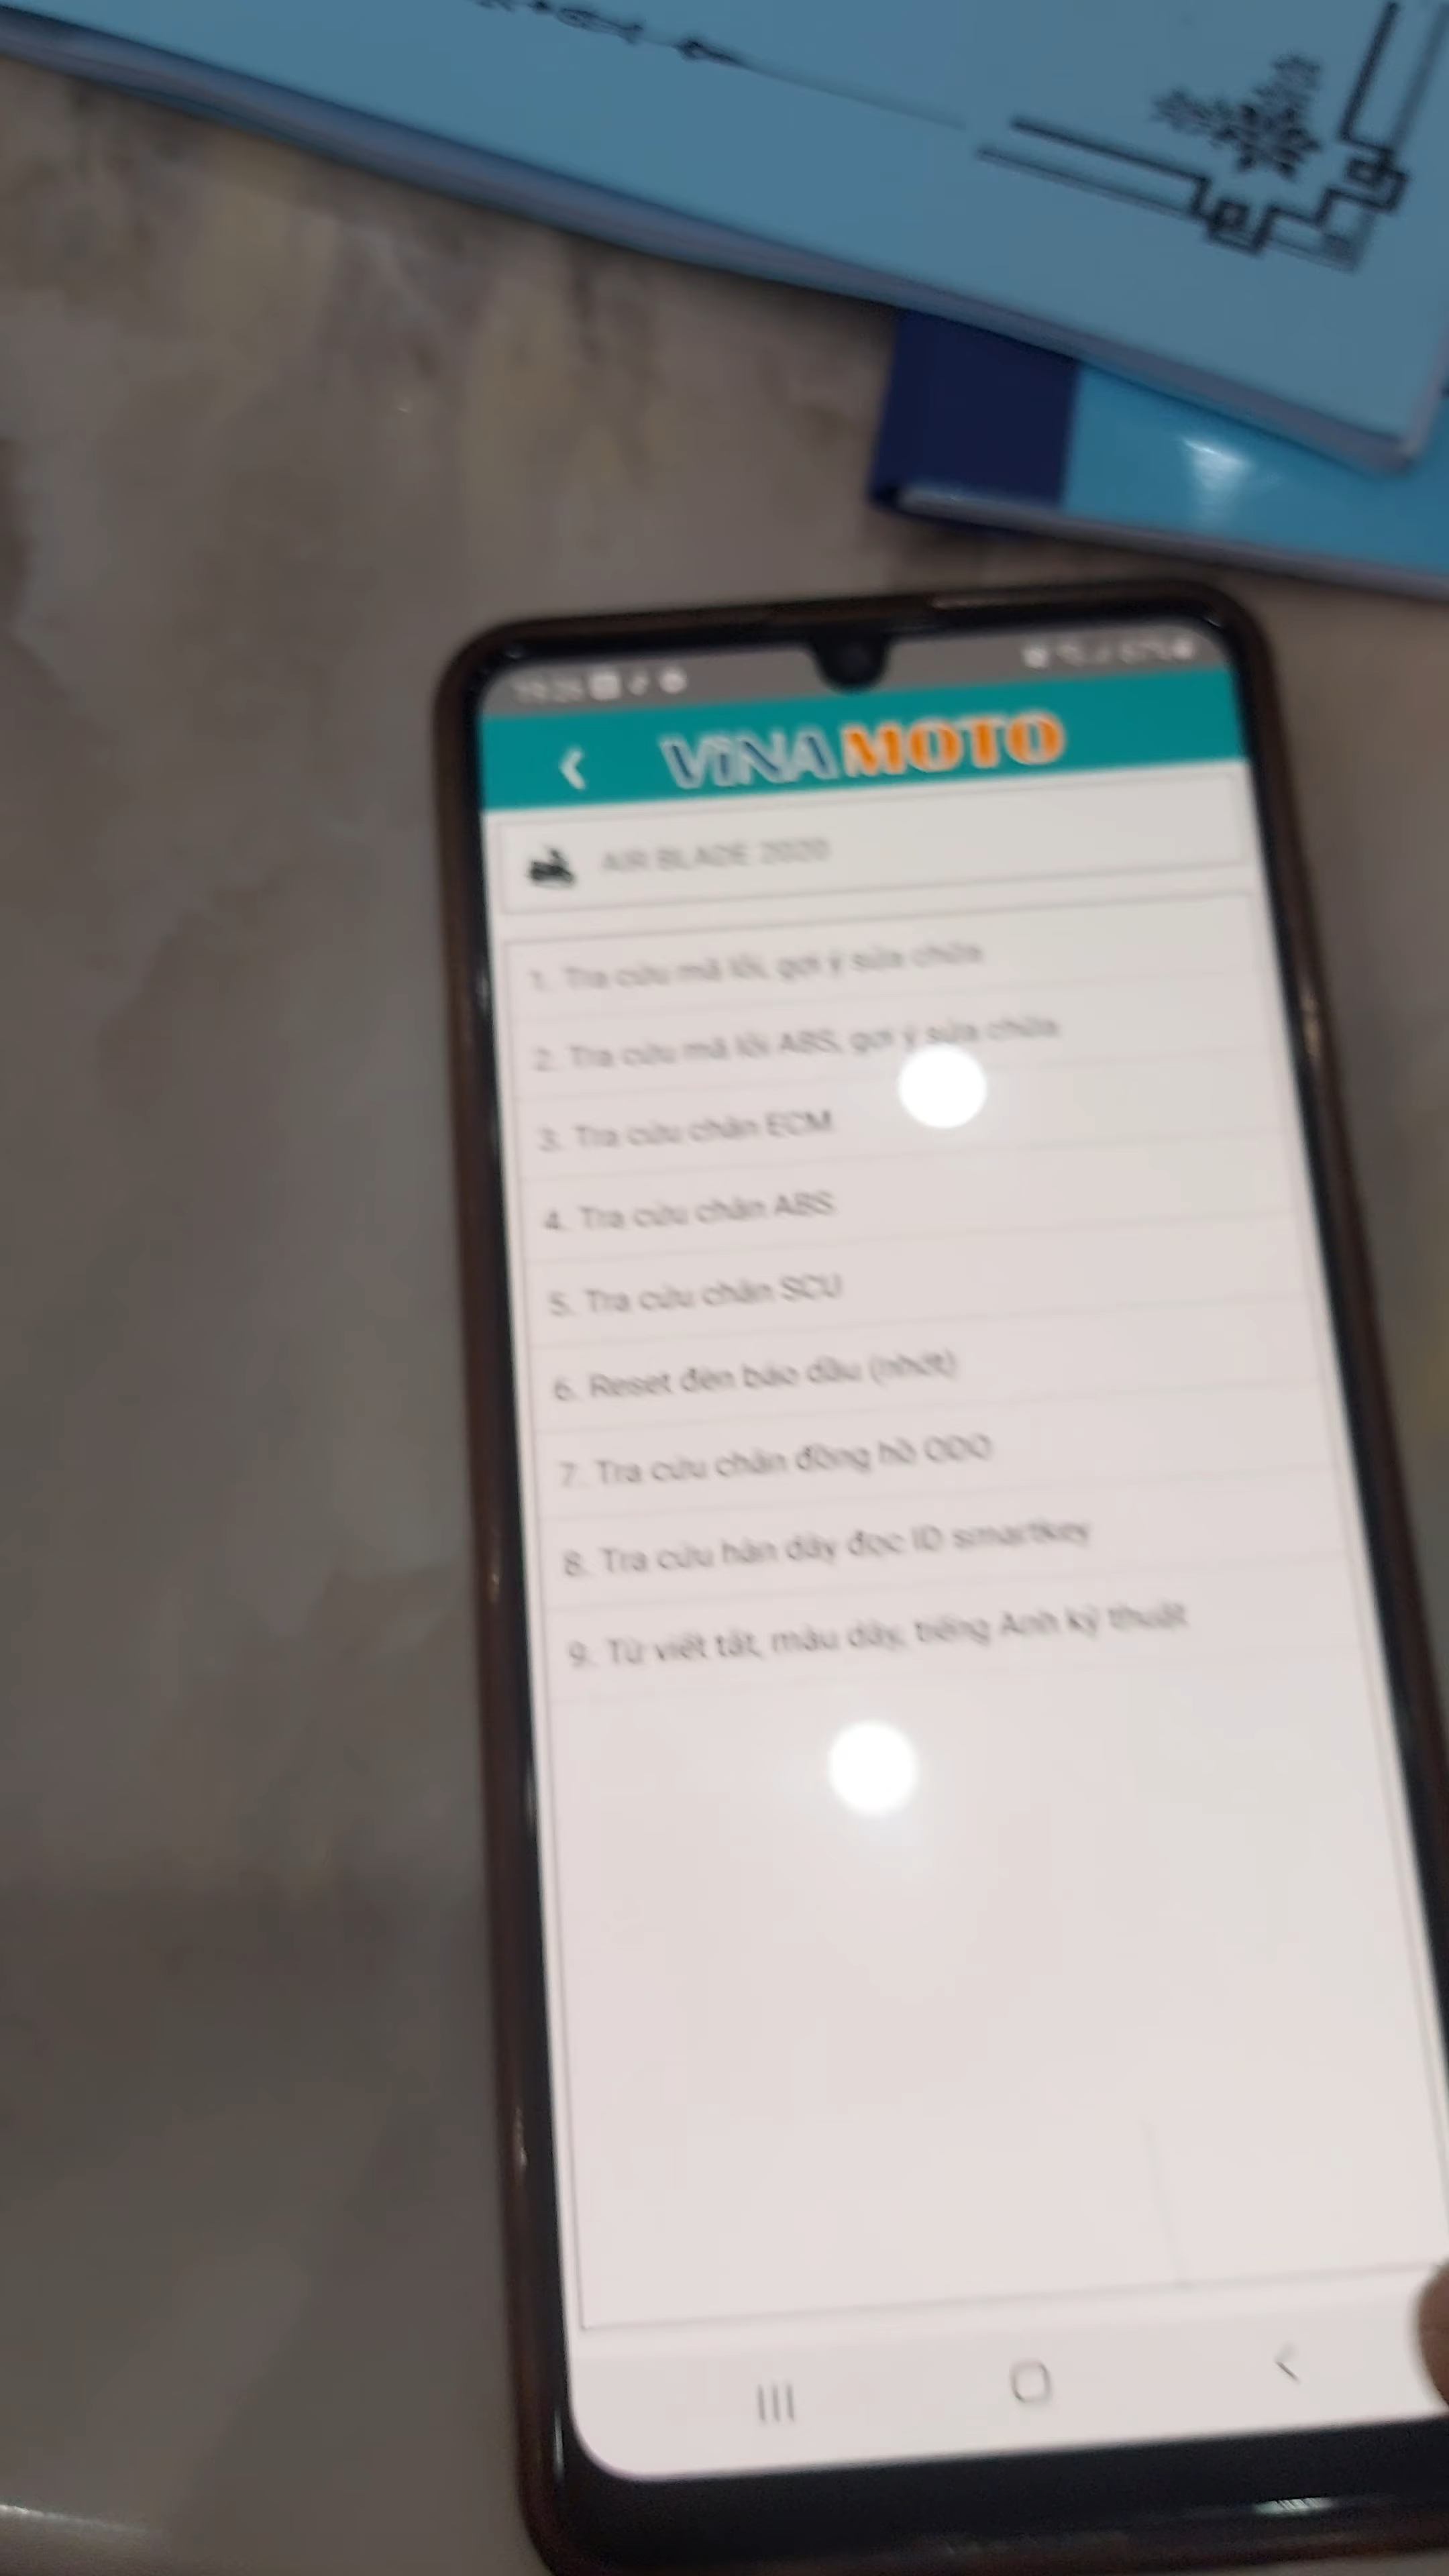 VINAMOTO
AIR BLADE 2020
1. Tra cứu mã lỗi, gợi ý sửa chữa
2. Tra cứu mã lỗi ABS, gợi ý sửa chữa
3. Tra cứu chân ECM
4. Tra cứu chân ABS
5. Tra cứu chân SCU
6. Reset đèn báo dầu (nhớt)
7. Tra cứu chân đồng hồ ODO
8. Tra cứu hàn dây đọc ID smartkey
9. Từ viết tắt, màu dây, tiếng Anh kỹ thuật